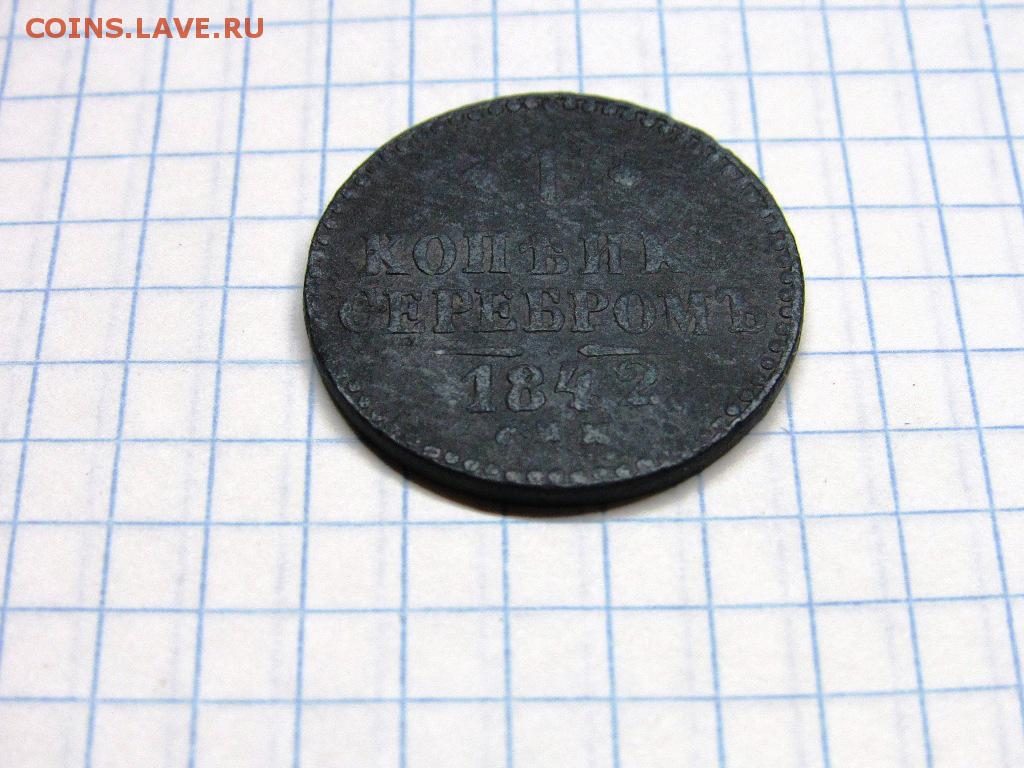 COINS.LAVE.RU
1
КОПѢЙКА
СЕРЕБРОМЪ
1842